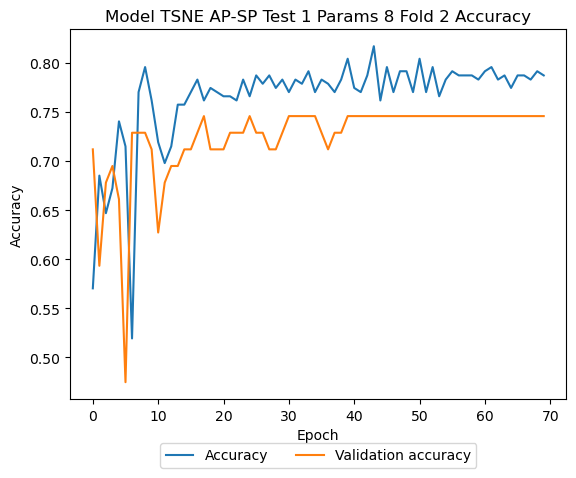 Model TSNE AP-SP Test 1 Params 8 Fold 2 Accuracy
0.80
0.75
0.70
0.65
0.60
0.55
0.50
Accuracy
0 10 20 30 40 50 60 70
Epoch
Accuracy Validation accuracy